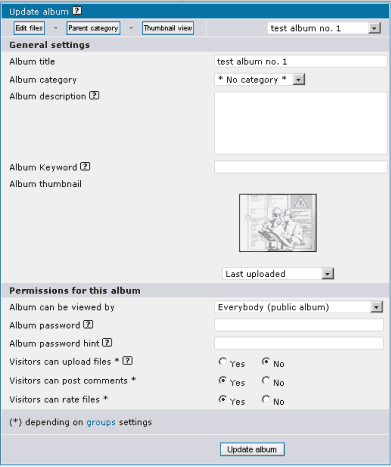 Update album ?
Edit files - Parent category - Thumbnail view test album no. 1
General settings
Album title test album no. 1
Album category * No category *
Album description ?
Album Keyword ?
Album thumbnail
Last uploaded
Permissions for this album
Album can be viewed by Everybody (public album)
Album password ?
Album password hint ?
Visitors can upload files * ? Yes No
Visitors can post comments * Yes No
Visitors can rate files * Yes No
(*) depending on groups settings
Update album